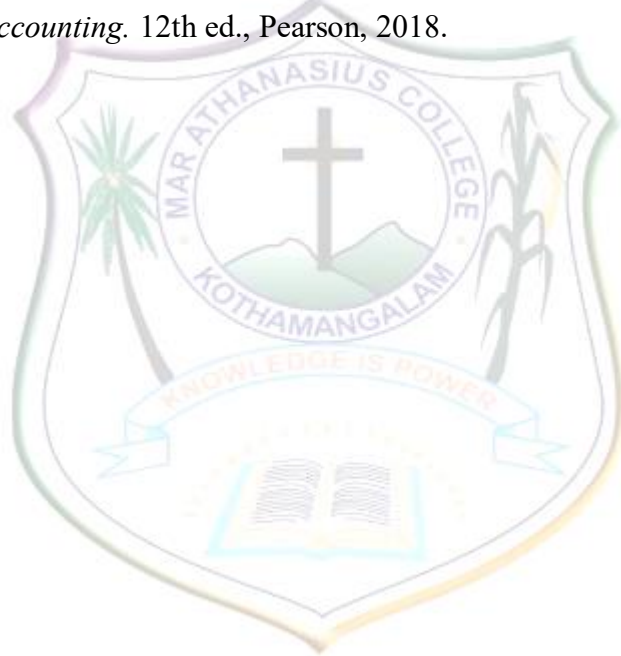 ccounting. 12th ed., Pearson, 2018.
MAR ATHANASIUS COLLEGE
KOTHAMANGALAM
KNOWLEDGE IS POWER